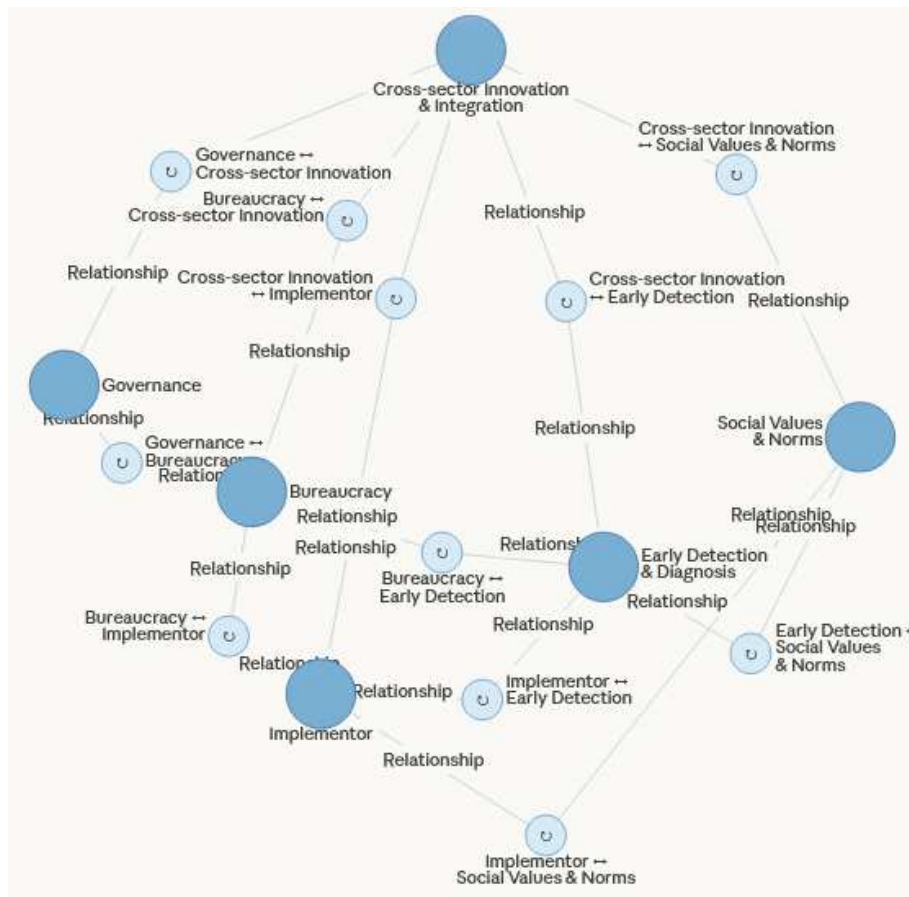 Cross-sector Innovation
& Integration
Cross-sector Innovation
↔ Social Values & Norms
Governance ↔
Cross-sector Innovation
Bureaucracy ↔
Cross-sector Innovation
Relationship
Relationship
Cross-sector Innovation
↔ Implementor
Cross-sector Innovation
↔ Early Detection
Relationship
Relationship
Governance
Relationship
Relationship
Social Values
& Norms
Governance ↔
Bureaucracy
Relation
Bureaucracy
Relationship
Relationship
Relationship
Relationship
Relationship
Early Detection
& Diagnosis
Relationship
Bureaucracy ↔
Early Detection
Relationship
Bureaucracy ↔
Implementor
Relationship
Early Detection
Social Values
& Norms
Relationship
Relationship
Implementor ↔
Early Detection
Implementor
Relationship
Implementor ↔
Social Values & Norms